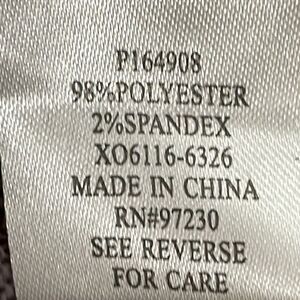 P164908
98%POLYESTER
2%SPANDEX
XO6116-6326
MADE IN CHINA
RN#97230
SEE REVERSE
FOR CARE